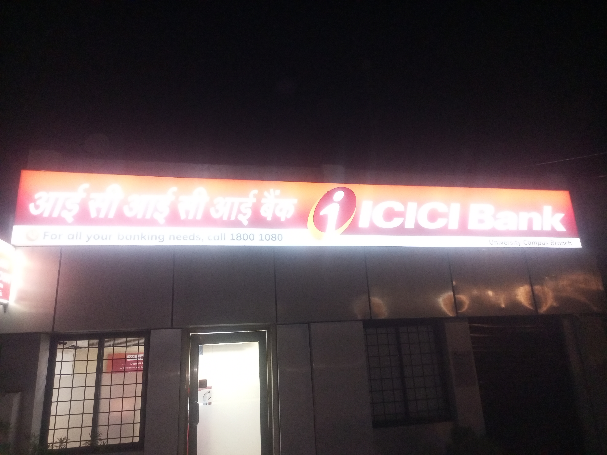 आई सी आई सी आई बैंक i ICICI Bank
For all your banking needs, call 1800 1080